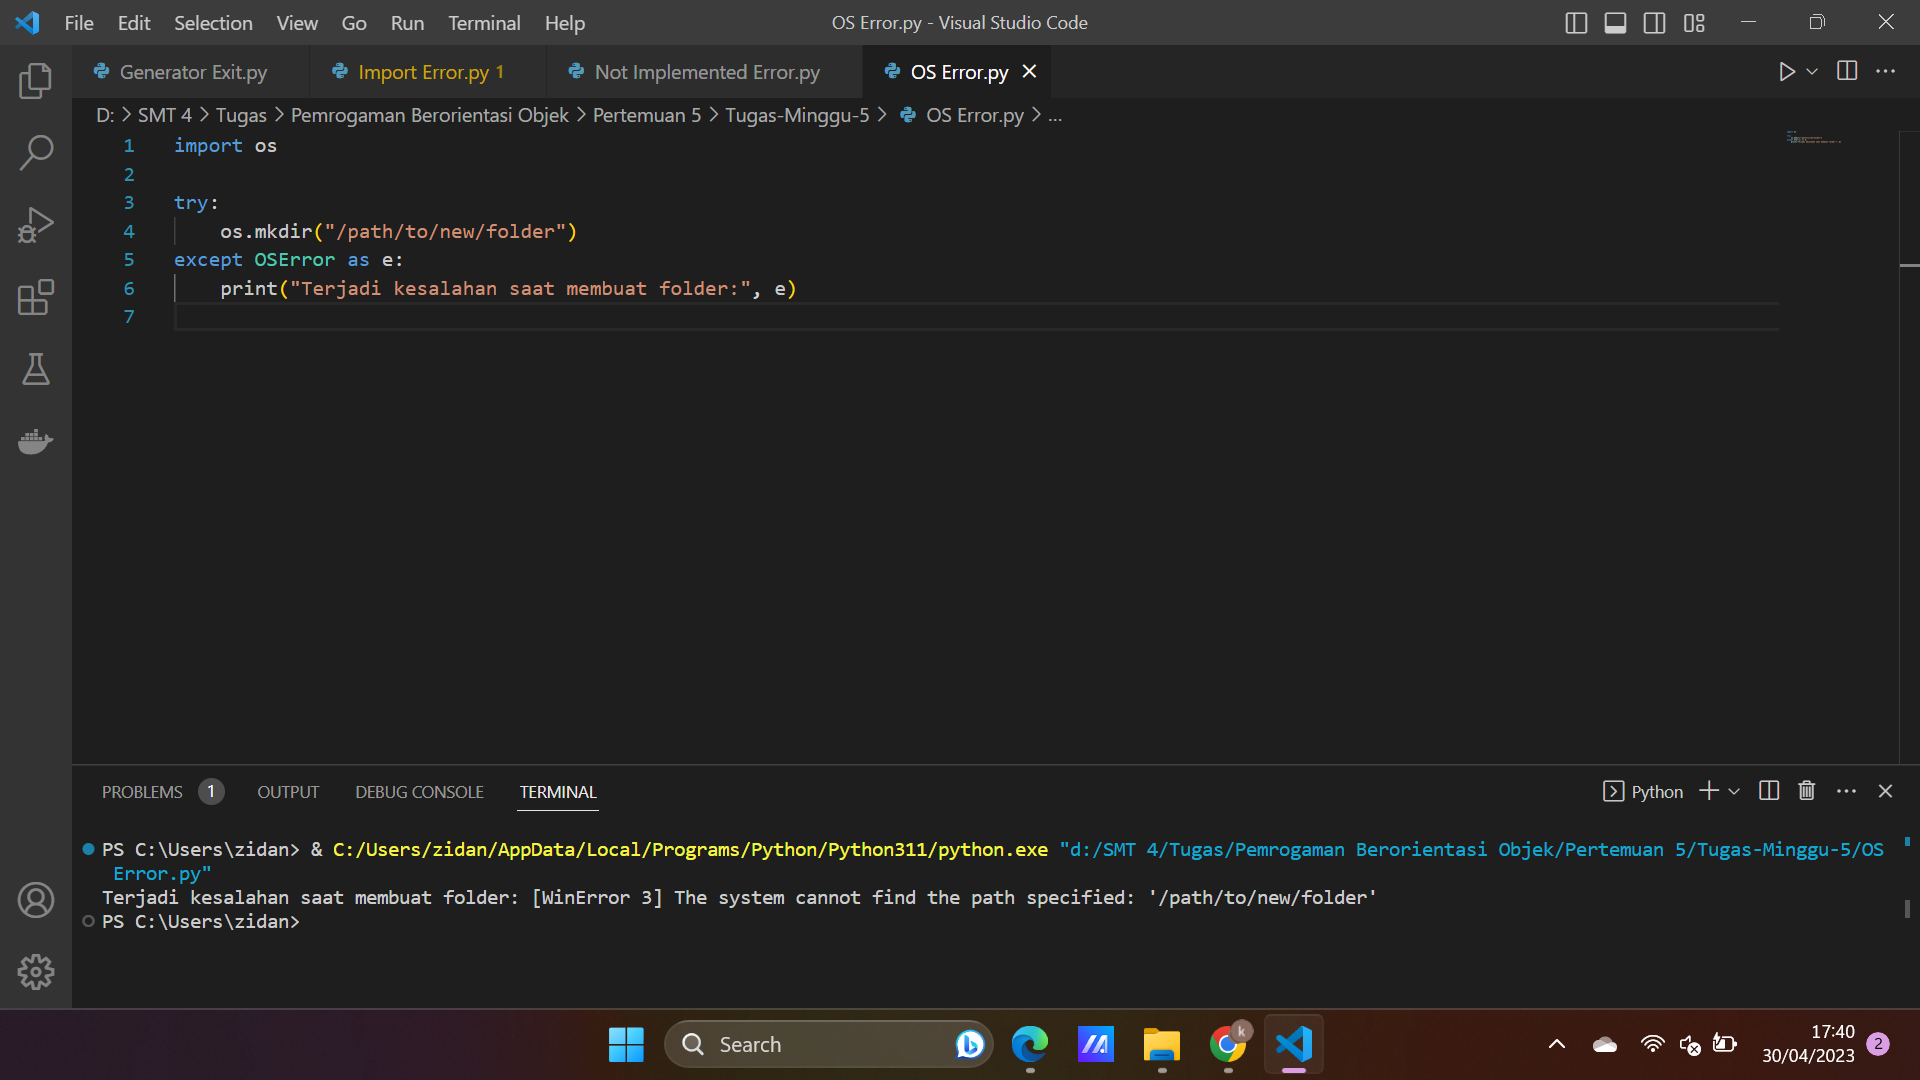 File Edit Selection View Go Run Terminal Help OS Error.py - Visual Studio Code
Generator Exit.py Import Error.py 1 Not Implemented Error.py OS Error.py
D: > SMT 4 > Tugas > Pemrogaman Berorientasi Objek > Pertemuan 5 > Tugas-Minggu-5 > OS Error.py > ...
1 import os
2
3 try:
4     os.mkdir("/path/to/new/folder")
5 except OSError as e:
6     print("Terjadi kesalahan saat membuat folder:", e)
7
PROBLEMS 1 OUTPUT DEBUG CONSOLE TERMINAL Python
PS C:\Users\zidan> & C:/Users/zidan/AppData/Local/Programs/Python/Python311/python.exe "d:/SMT 4/Tugas/Pemrogaman Berorientasi Objek/Pertemuan 5/Tugas-Minggu-5/OS
Error.py"
Terjadi kesalahan saat membuat folder: [WinError 3] The system cannot find the path specified: '/path/to/new/folder'
PS C:\Users\zidan>
Search k 17:40
30/04/2023 2